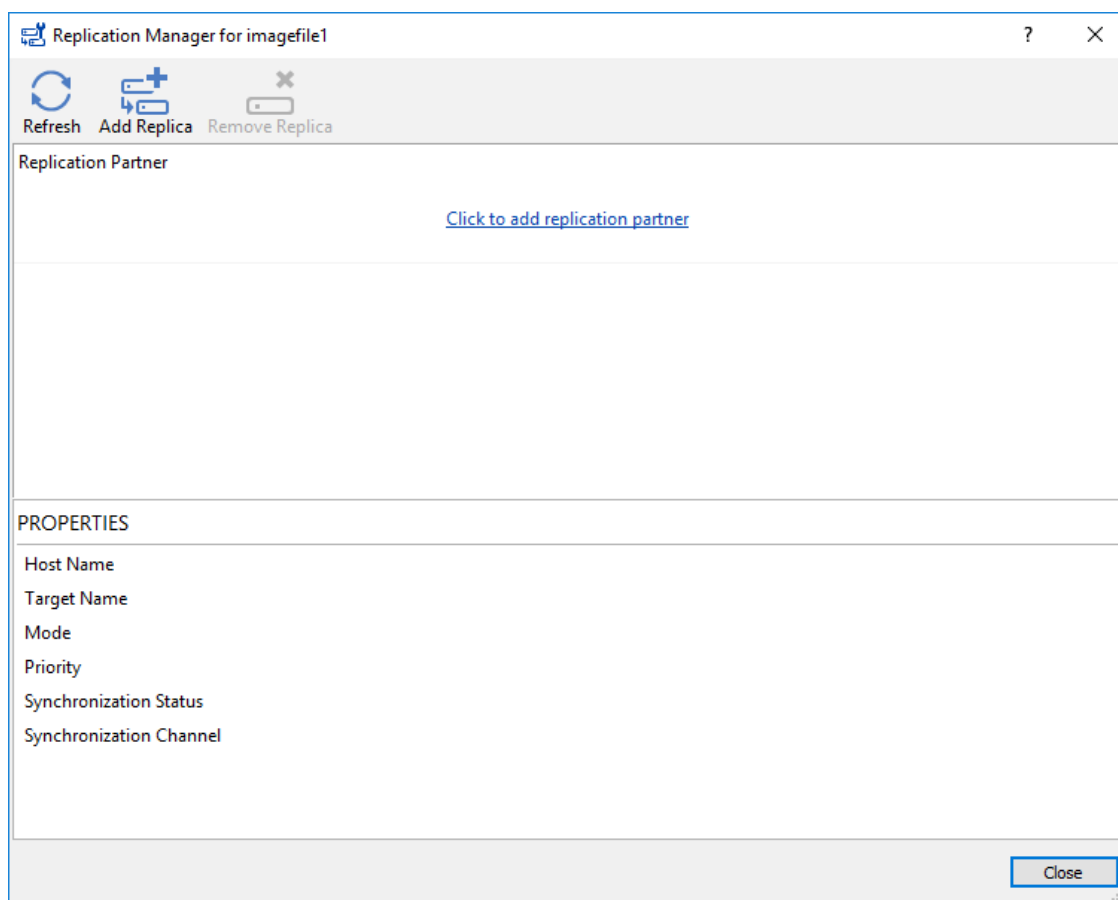 Replication Manager for imagefile1 ?
Refresh Add Replica Remove Replica
Replication Partner
Click to add replication partner
PROPERTIES
Host Name
Target Name
Mode
Priority
Synchronization Status
Synchronization Channel
Close